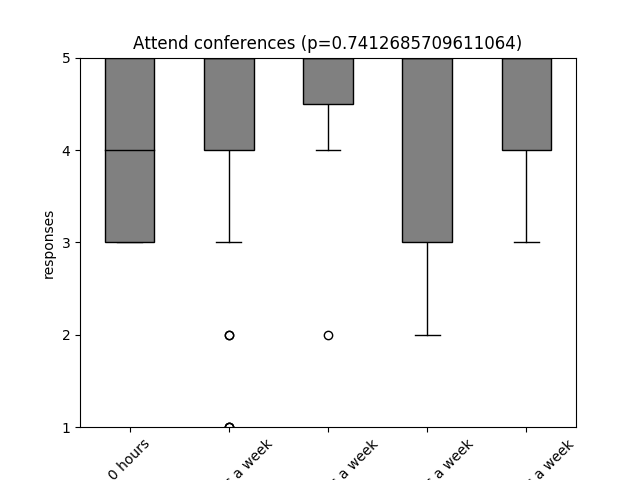 Attend conferences (p=0.7412685709611064)
5
4
3
2
1
responses
0 hours
a week
a week
a week
a week